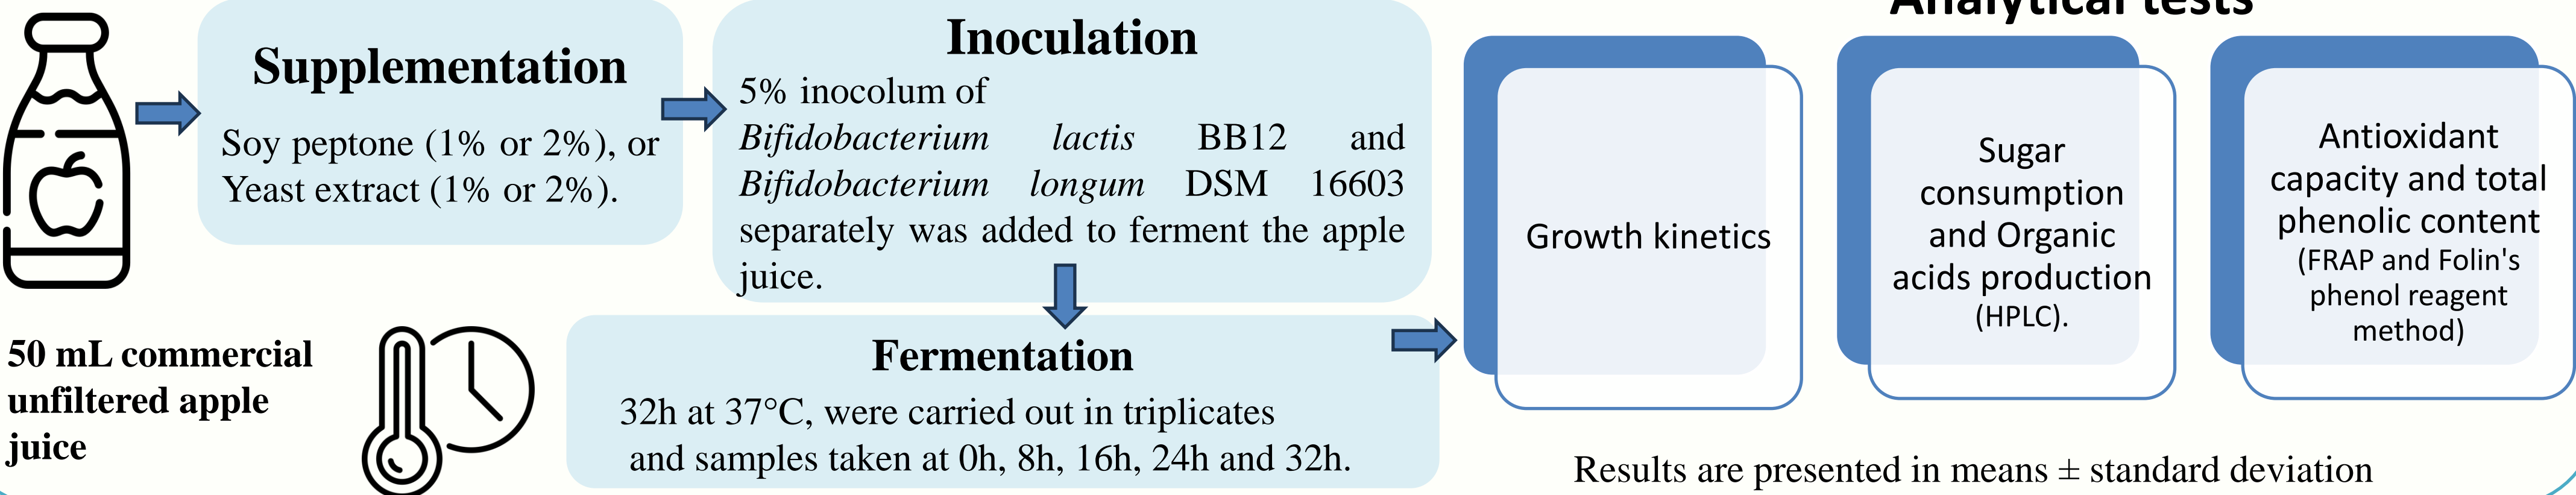 Supplementation
Soy peptone (1% or 2%), or
Yeast extract (1% or 2%).
Inoculation
5% inocolum of
Bifidobacterium lactis BB12 and
Bifidobacterium longum DSM 16603
separately was added to ferment the apple
juice.
50 mL commercial
unfiltered apple
juice
Fermentation
32h at 37°C, were carried out in triplicates
and samples taken at 0h, 8h, 16h, 24h and 32h.
Analytical tests
Growth kinetics
Sugar
consumption
and Organic
acids production
(HPLC).
Antioxidant
capacity and total
phenolic content
(FRAP and Folin's
phenol reagent
method)
Results are presented in means ± standard deviation